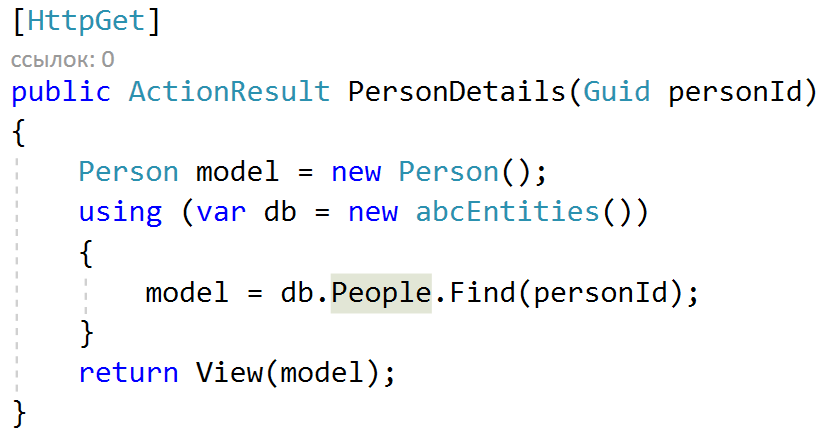 [HttpGet]
ссылок: 0
public ActionResult PersonDetails(Guid personId)
{
    Person model = new Person();
    using (var db = new abcEntities())
    {
        model = db.People.Find(personId);
    }
    return View(model);
}